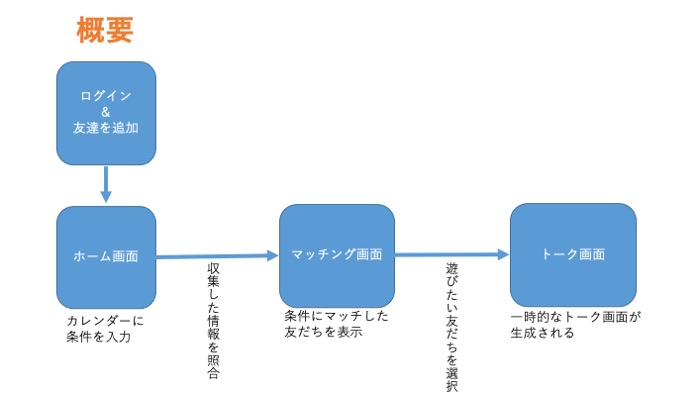 概要
ログイン
&
友達を追加
ホーム画面
カレンダーに
条件を入力
収集した情報を照合
マッチング画面
条件にマッチした
友だちを表示
遊びたい友だちを選択
トーク画面
一時的なトーク画面が
生成される